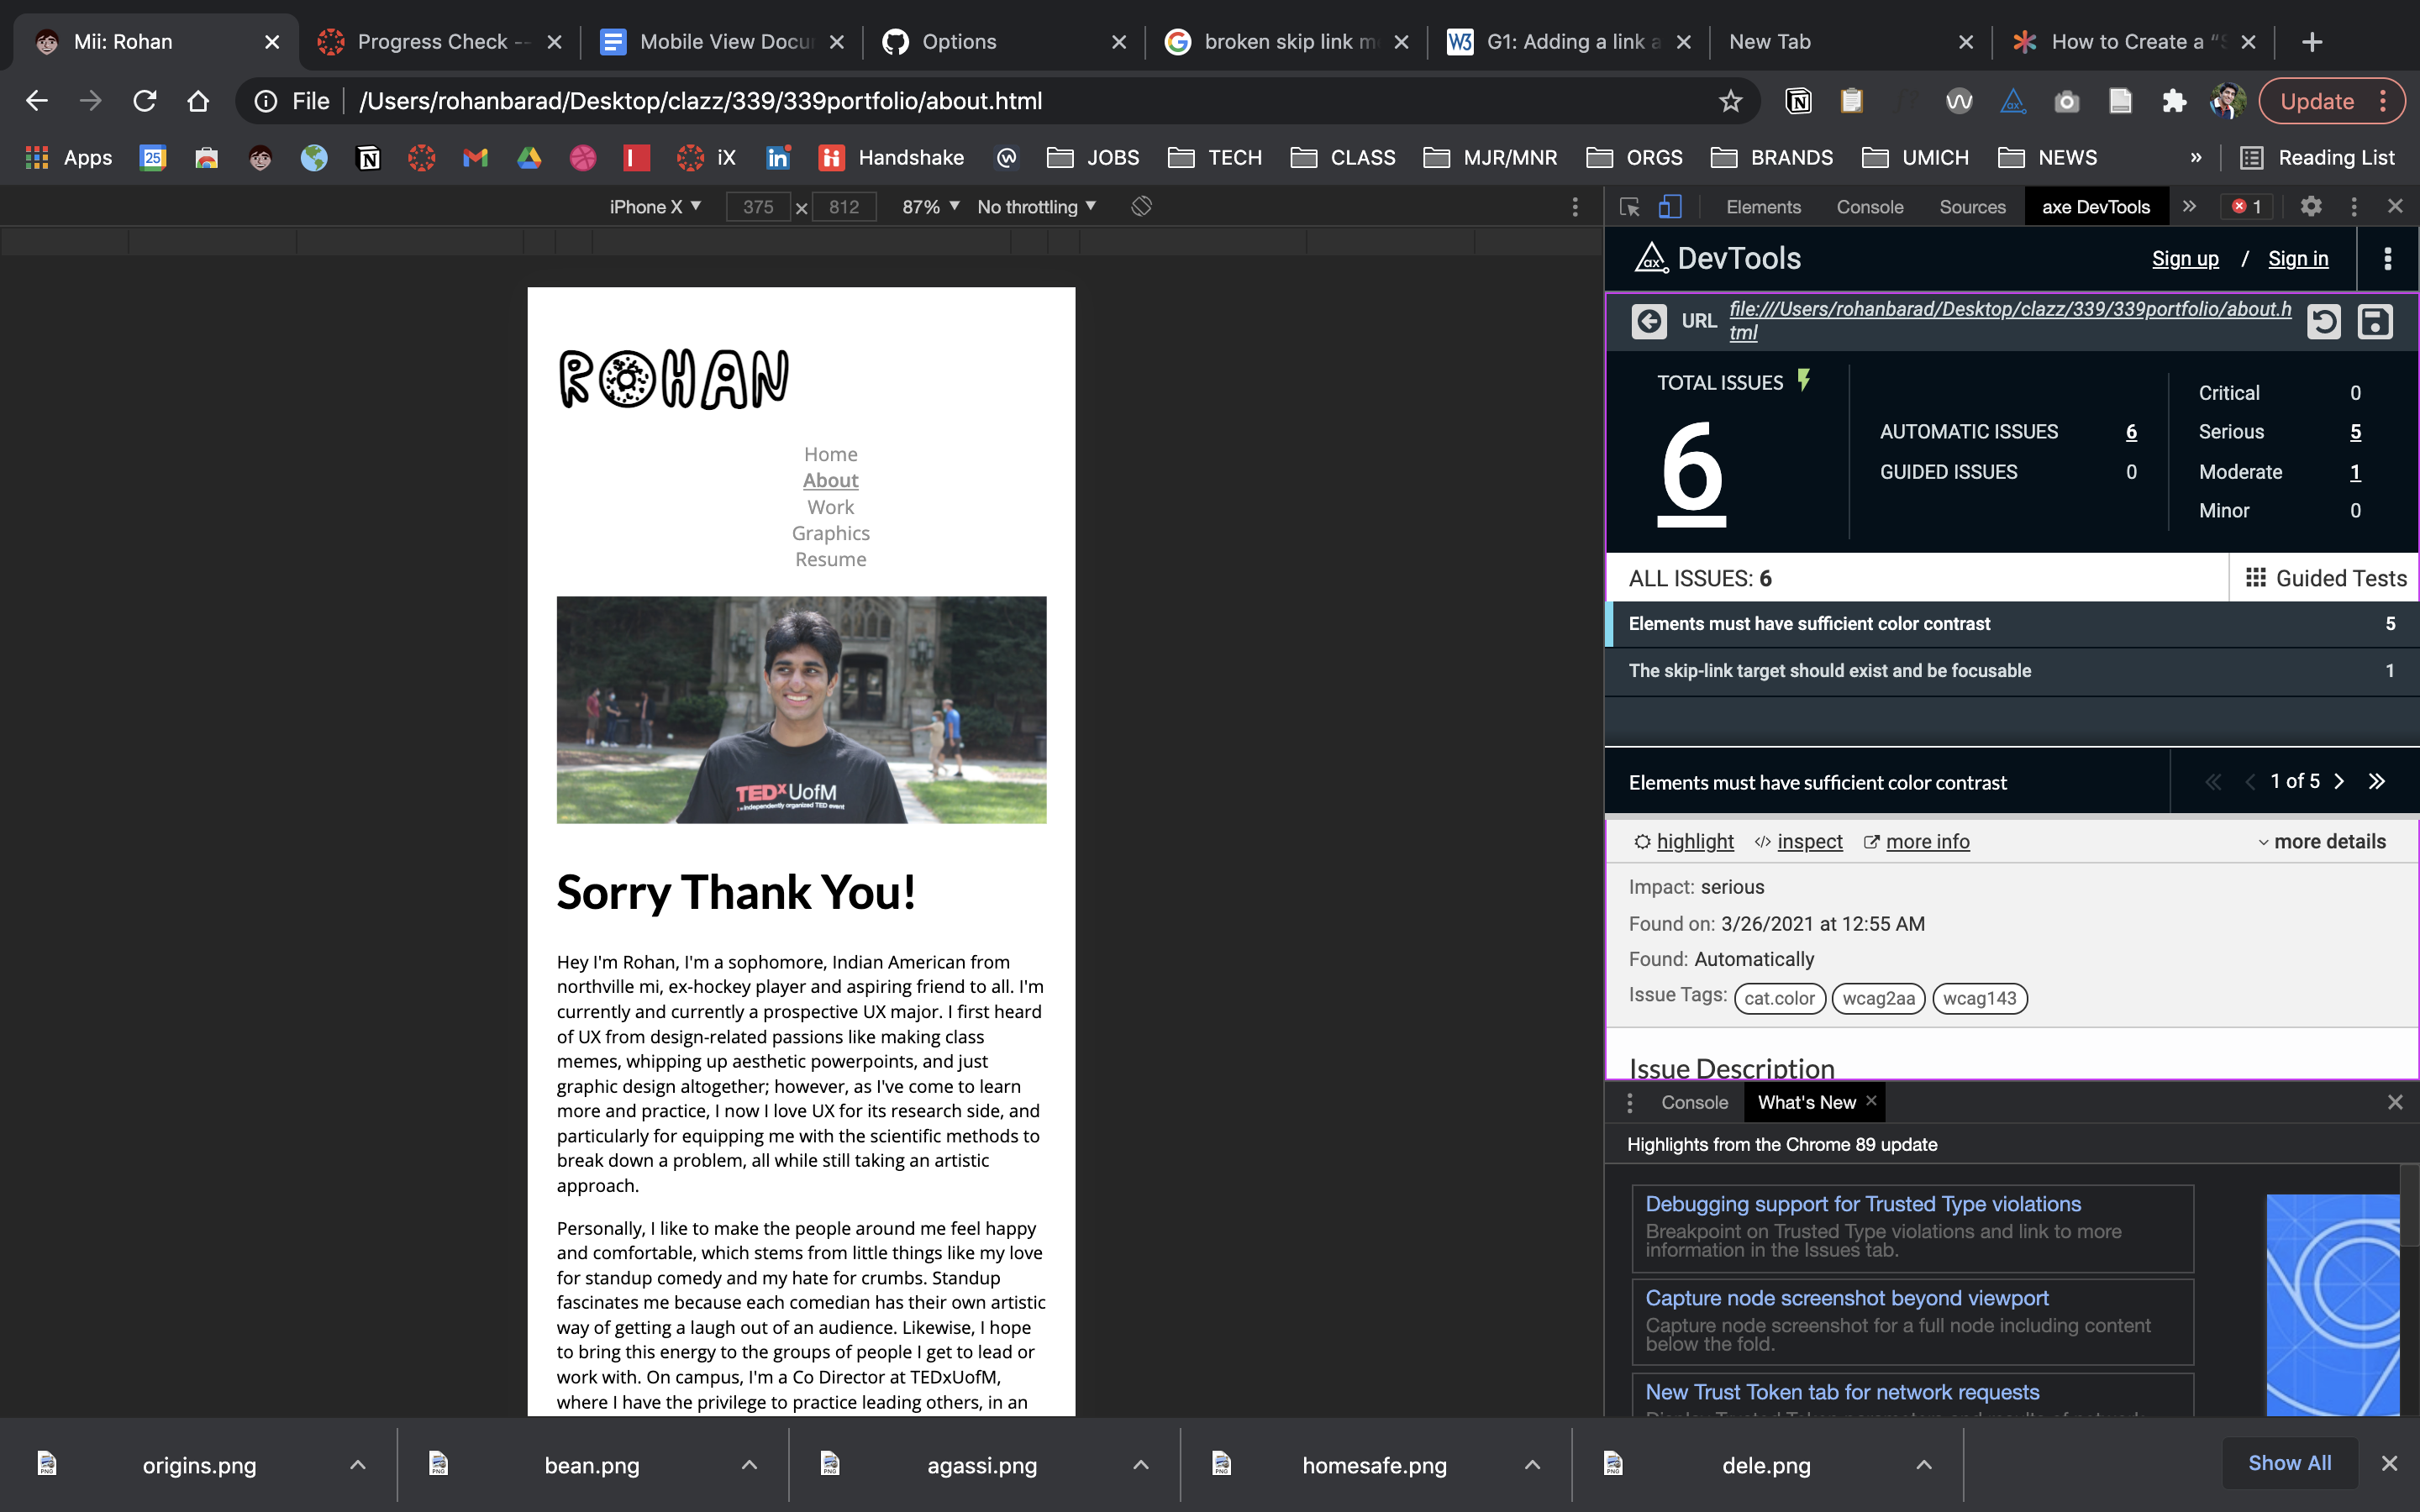 Mii: Rohan
Progress Check --
Mobile View Docu
Options
broken skip link m
G1: Adding a link a
New Tab
How to Create a "S
File /Users/rohanbarad/Desktop/clazz/339/339portfolio/about.html
Update
Apps
25
iX
Handshake
JOBS
TECH
CLASS
MJR/MNR
ORGS
BRANDS
UMICH
NEWS
»
Reading List
iPhone X 375 × 812 87% No throttling
Elements Console Sources axe DevTools » 1
DevTools
Sign up / Sign in
URL file:///Users/rohanbarad/Desktop/clazz/339/339portfolio/about.h
tml
TOTAL ISSUES
6
AUTOMATIC ISSUES 6
GUIDED ISSUES 0
Critical 0
Serious 5
Moderate 1
Minor 0
ALL ISSUES: 6
Guided Tests
Elements must have sufficient color contrast 5
The skip-link target should exist and be focusable 1
Elements must have sufficient color contrast
1 of 5
highlight inspect more info more details
Impact: serious
Found on: 3/26/2021 at 12:55 AM
Found: Automatically
Issue Tags: cat.color wcag2aa wcag143
Issue Description
Console What's New
Highlights from the Chrome 89 update
Debugging support for Trusted Type violations
Breakpoint on Trusted Type violations and link to more
information in the Issues tab.
Capture node screenshot beyond viewport
Capture node screenshot for a full node including content
below the fold.
New Trust Token tab for network requests
ROHAN
Home
About
Work
Graphics
Resume
TEDxUofM
x = independently organized TED event
Sorry Thank You!
Hey I'm Rohan, I'm a sophomore, Indian American from
northville mi, ex-hockey player and aspiring friend to all. I'm
currently and currently a prospective UX major. I first heard
of UX from design-related passions like making class
memes, whipping up aesthetic powerpoints, and just
graphic design altogether; however, as I've come to learn
more and practice, I now I love UX for its research side, and
particularly for equipping me with the scientific methods to
break down a problem, all while still taking an artistic
approach.
Personally, I like to make the people around me feel happy
and comfortable, which stems from little things like my love
for standup comedy and my hate for crumbs. Standup
fascinates me because each comedian has their own artistic
way of getting a laugh out of an audience. Likewise, I hope
to bring this energy to the groups of people I get to lead or
work with. On campus, I'm a Co Director at TEDxUofM,
where I have the privilege to practice leading others, in an
origins.png
bean.png
agassi.png
homesafe.png
dele.png
Show All